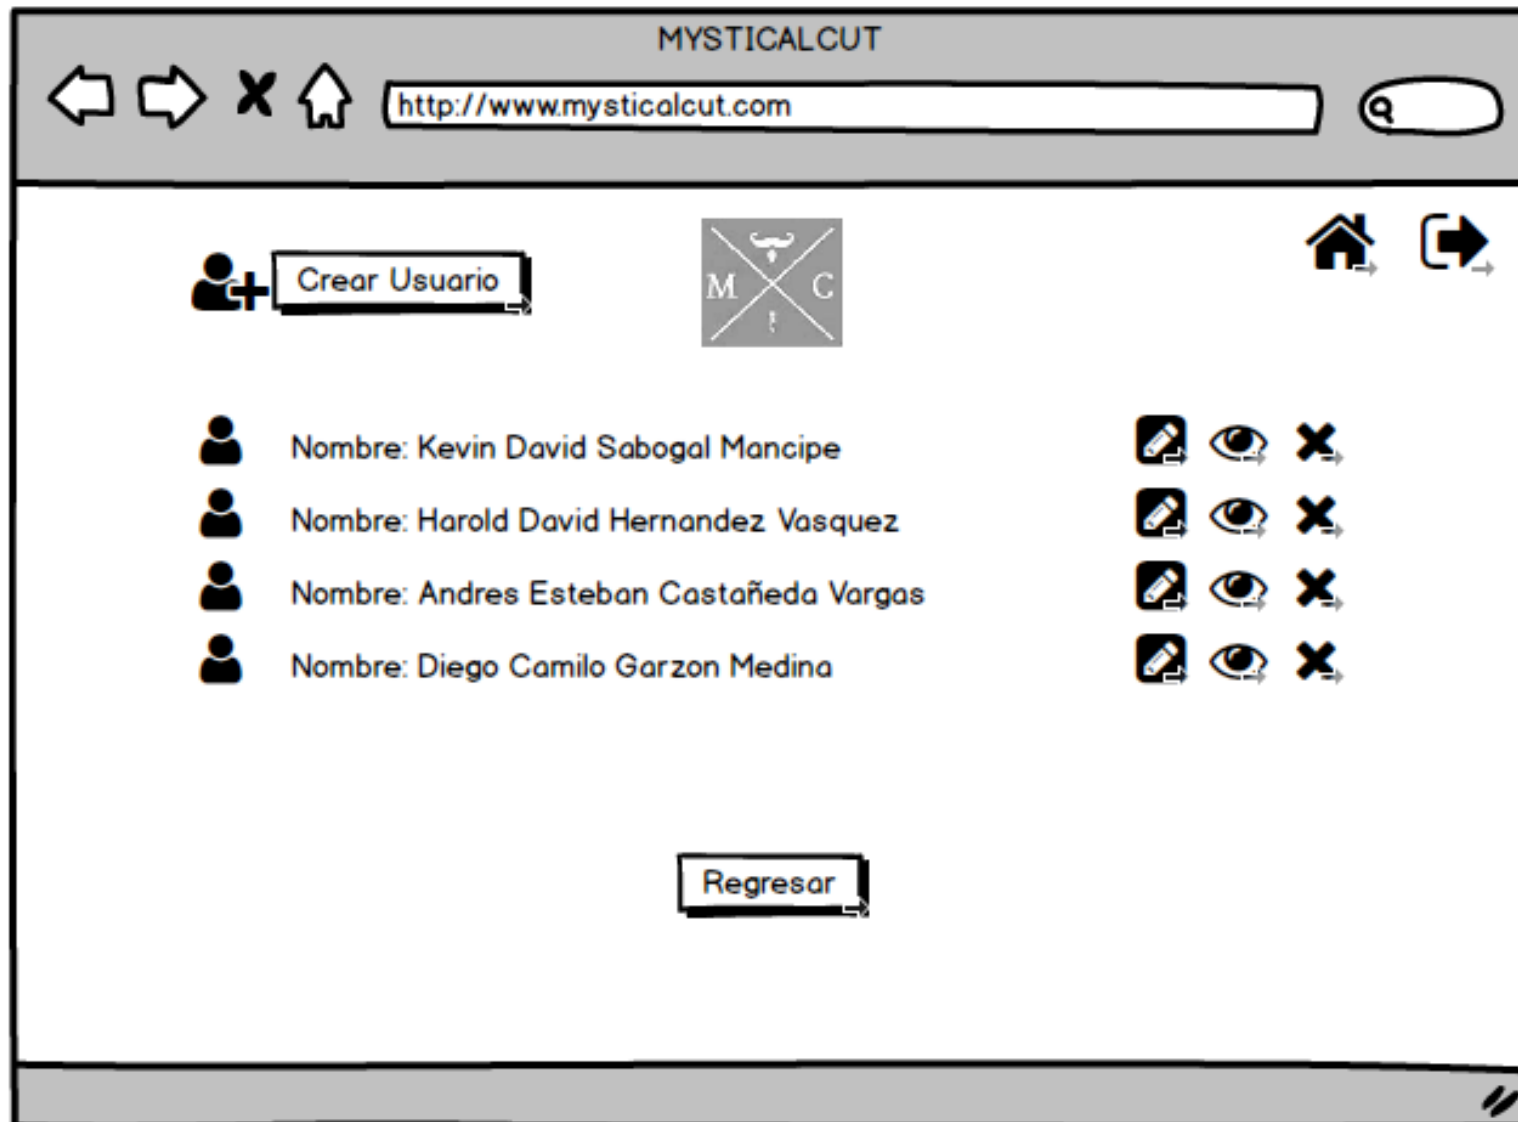 MYSTICALCUT
http://www.mysticalcut.com
Crear Usuario
M C
Nombre: Kevin David Sabogal Mancipe
Nombre: Harold David Hernandez Vasquez
Nombre: Andres Esteban Castañeda Vargas
Nombre: Diego Camilo Garzon Medina
Regresar